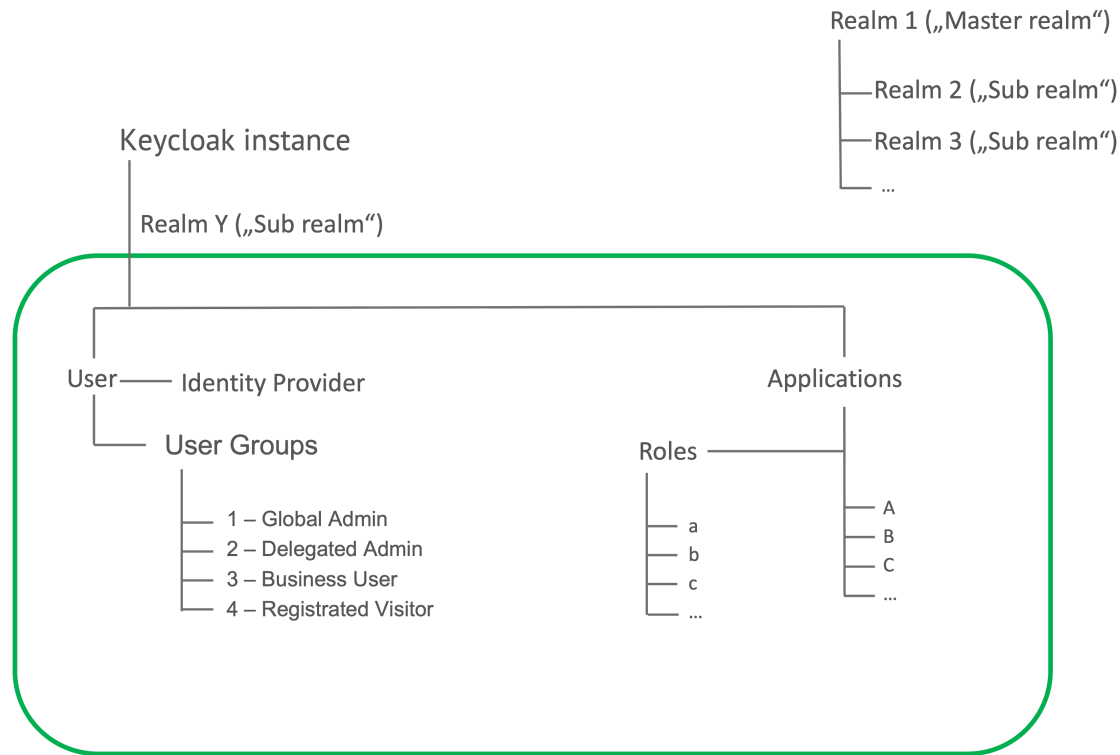 Realm 1 („Master realm“)
Realm 2 („Sub realm“)
Realm 3 („Sub realm“)
...
Keycloak instance
Realm Y („Sub realm“)
User
Identity Provider
User Groups
1 – Global Admin
2 – Delegated Admin
3 – Business User
4 – Registrated Visitor
Applications
Roles
a
b
c
...
A
B
C
...